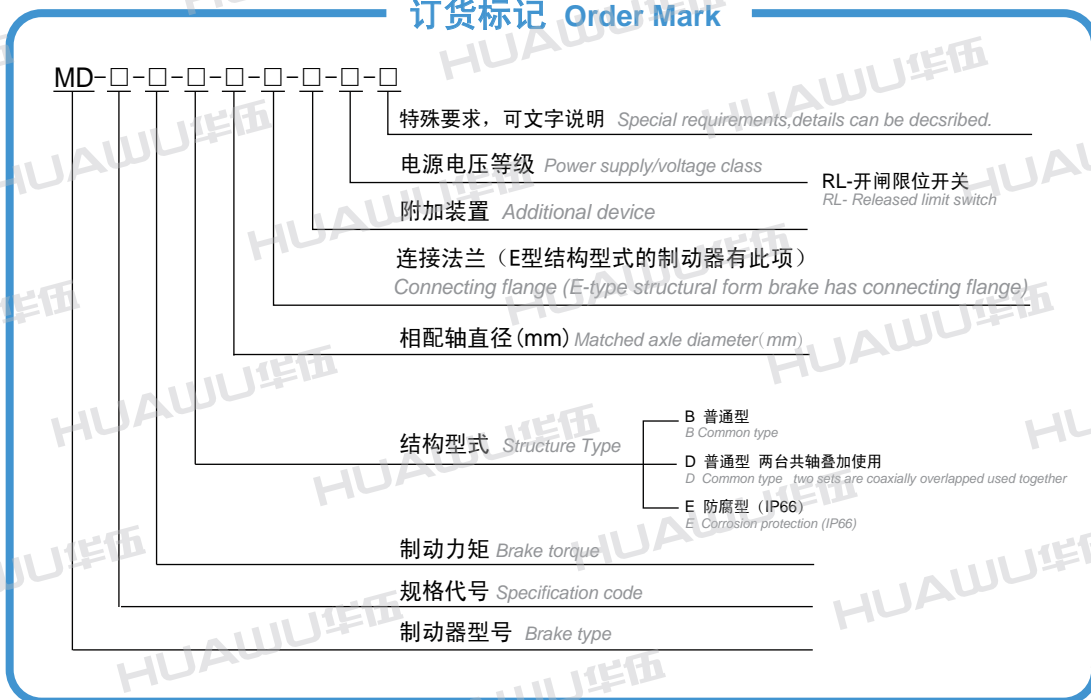 订货标记 Order Mark
MD-□-□-□-□-□-□-□-□
特殊要求，可文字说明 Special requirements,details can be decsribed.
电源电压等级 Power supply/voltage class
RL-开闸限位开关
RL- Released limit switch
附加装置 Additional device
连接法兰（E型结构型式的制动器有此项）
Connecting flange (E-type structural form brake has connecting flange)
相配轴直径(mm) Matched axle diameter(mm)
B 普通型
B Common type
结构型式 Structure Type
D 普通型 两台共轴叠加使用
D Common type two sets are coaxially overlapped used together
E 防腐型（IP66）
E Corrosion protection (IP66)
制动力矩 Brake torque
规格代号 Specification code
制动器型号 Brake type
HUAWU华伍